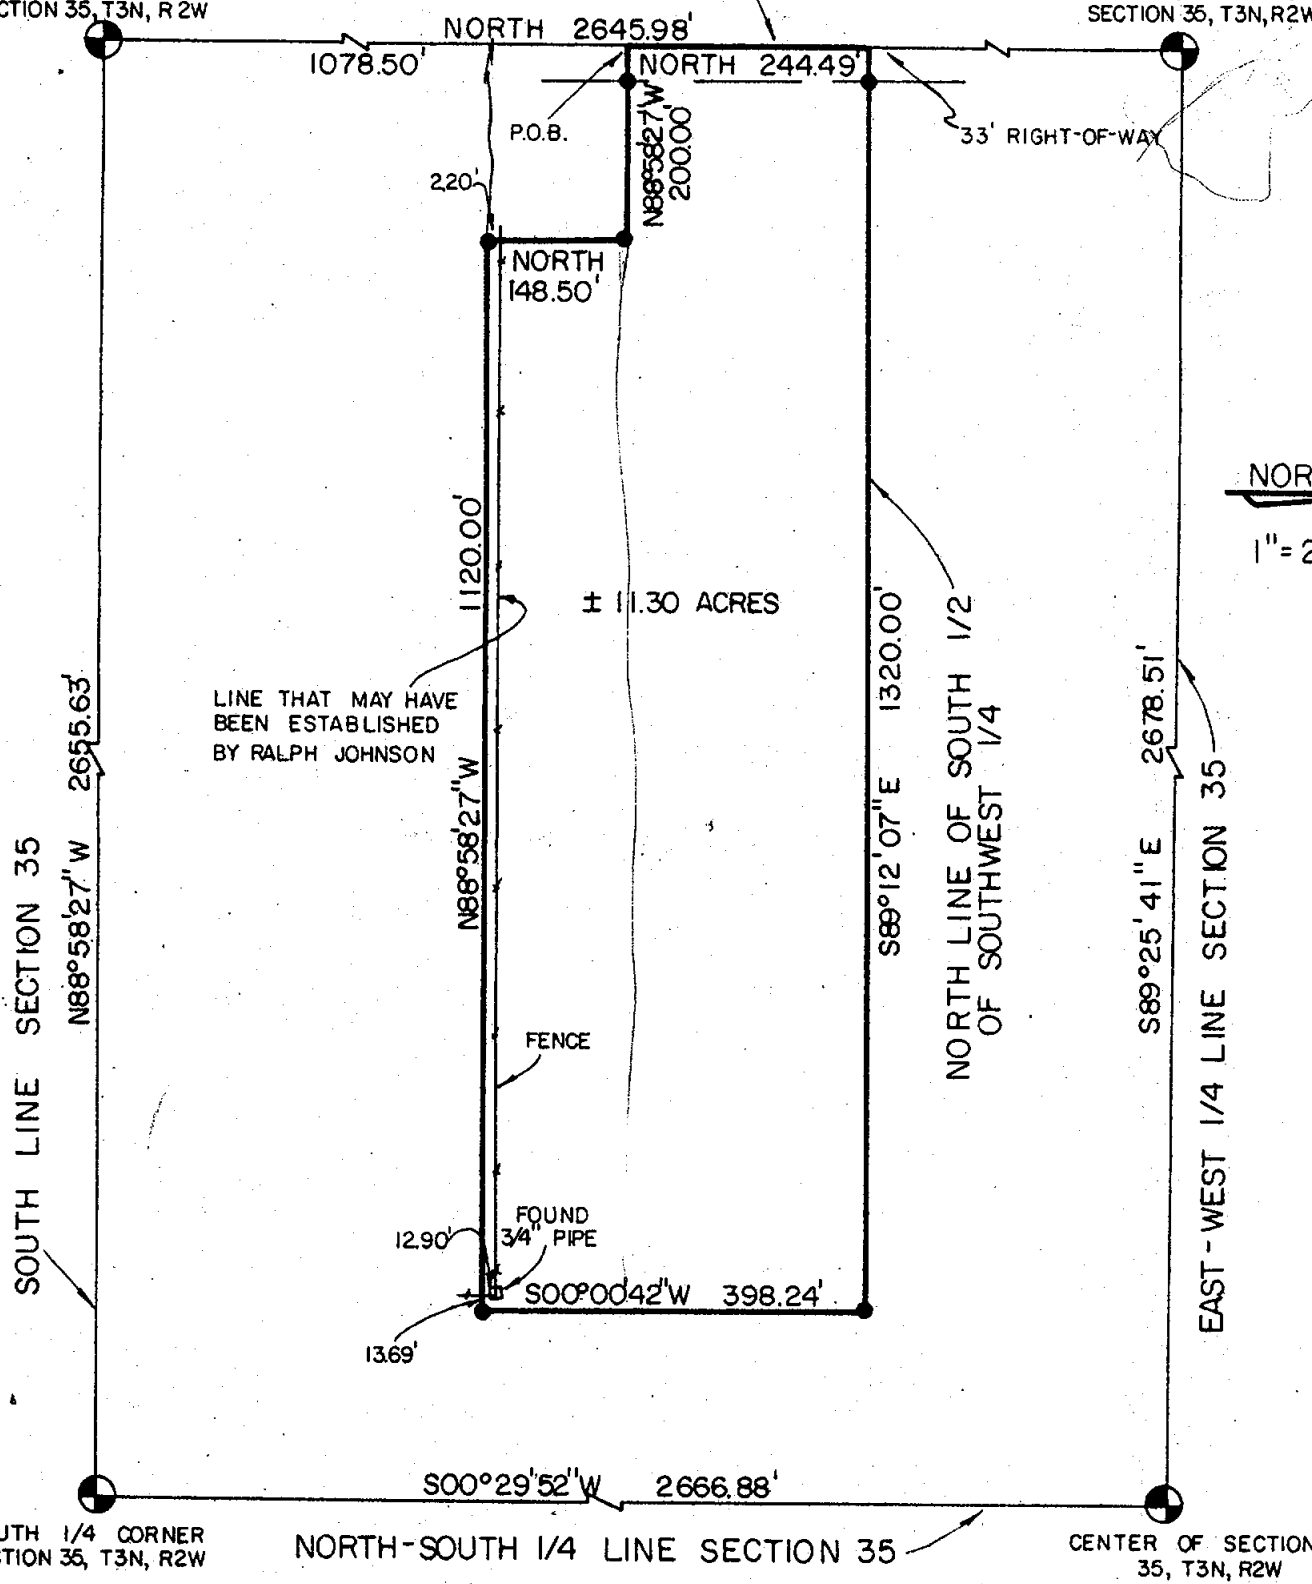 CTION 35, T3N, R2W
SECTION 35, T3N, R2W
NORTH 2645.98'
1078.50'
NORTH 244.49'
P.O.B.
33' RIGHT-OF-WAY
N88°58'27"W
200.00'
2.20'
NORTH
148.50'
NOR
1"= 2
1120.00'
± 11.30 ACRES
1320.00'
NORTH LINE OF SOUTH 1/2
OF SOUTHWEST 1/4
LINE THAT MAY HAVE
BEEN ESTABLISHED
BY RALPH JOHNSON
2655.63'
2678.51'
N88°58'27"W
S89°12'07"E
SOUTH LINE SECTION 35
N88°58'27"W
S89°25'41"E
EAST-WEST 1/4 LINE SECTION 35
FENCE
FOUND
3/4" PIPE
12.90'
S00°00'42"W 398.24'
13.69'
S00°29'52"W 2666.88'
UTH 1/4 CORNER
TION 35, T3N, R2W
NORTH-SOUTH 1/4 LINE SECTION 35
CENTER OF SECTION
35, T3N, R2W